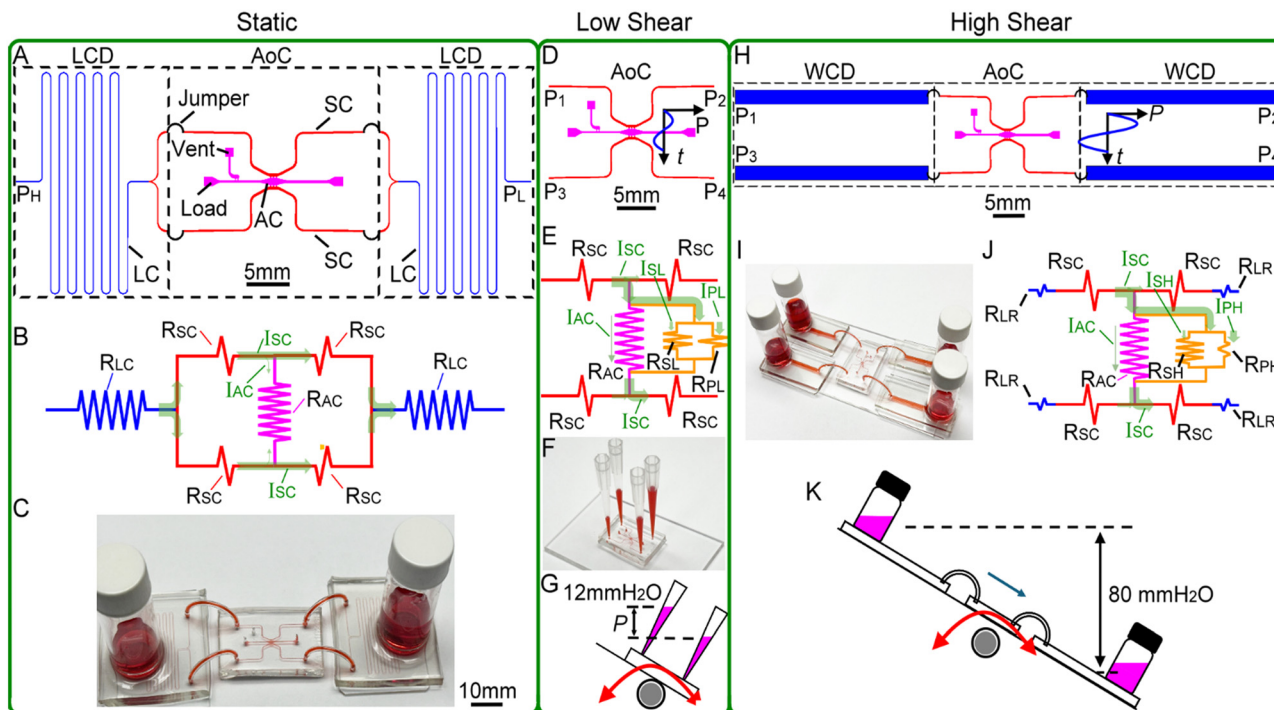 Static
Low Shear
High Shear
A
LCD
AoC
LCD
Jumper
SC
Vent
PH
PL
Load
AC
LC
SC
LC
5mm
B
RSC
ISC
RSC
RLC
RLC
IAC
RAC
RSC
ISC
RSC
C
10mm
D
AoC
P1
P2
P
t
P3
P4
5mm
E
RSC
RSC
ISC
ISL
IPL
IAC
RSL
RAC
RPL
RSC
ISC
RSC
F
G
12mmH2O
P
H
WCD
AoC
WCD
P1
P
P2
P3
P4
t
5mm
I
J
RSC
ISC
RSC
RLR
RLR
ISH
IPH
IAC
RAC
RSH
RPH
RLR
RLR
RSC
ISC
RSC
K
80 mmH2O